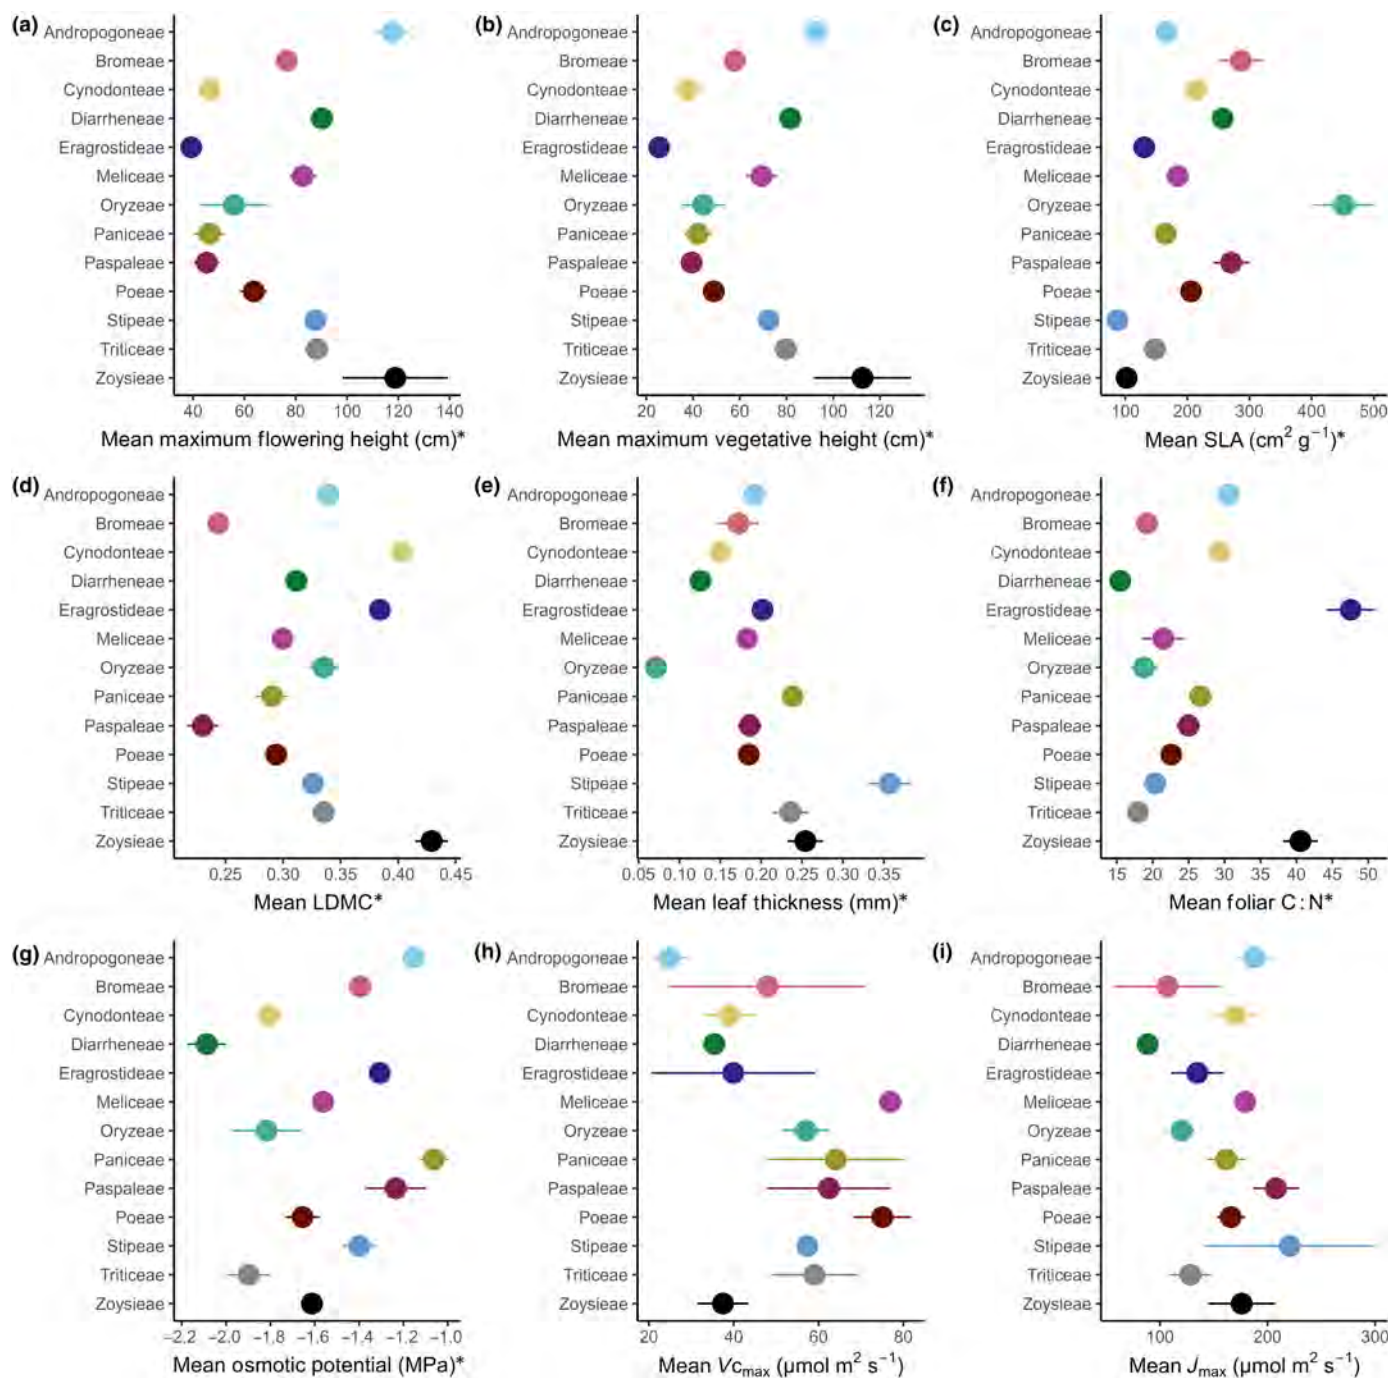 (a) Andropogoneae
Bromeae
Cynodonteae
Diarrheneae
Eragrostideae
Meliceae
Oryzeae
Paniceae
Paspaleae
Poeae
Stipeae
Triticeae
Zoysieae
40 60 80 100 120 140
Mean maximum flowering height (cm)*
(b) Andropogoneae
Bromeae
Cynodonteae
Diarrheneae
Eragrostideae
Meliceae
Oryzeae
Paniceae
Paspaleae
Poeae
Stipeae
Triticeae
Zoysieae
20 40 60 80 100 120
Mean maximum vegetative height (cm)*
(c) Andropogoneae
Bromeae
Cynodonteae
Diarrheneae
Eragrostideae
Meliceae
Oryzeae
Paniceae
Paspaleae
Poeae
Stipeae
Triticeae
Zoysieae
100 200 300 400 500
Mean SLA (cm² g⁻¹)*
(d) Andropogoneae
Bromeae
Cynodonteae
Diarrheneae
Eragrostideae
Meliceae
Oryzeae
Paniceae
Paspaleae
Poeae
Stipeae
Triticeae
Zoysieae
0.25 0.30 0.35 0.40 0.45
Mean LDMC*
(e) Andropogoneae
Bromeae
Cynodonteae
Diarrheneae
Eragrostideae
Meliceae
Oryzeae
Paniceae
Paspaleae
Poeae
Stipeae
Triticeae
Zoysieae
0.05 0.10 0.15 0.20 0.25 0.30 0.35
Mean leaf thickness (mm)*
(f) Andropogoneae
Bromeae
Cynodonteae
Diarrheneae
Eragrostideae
Meliceae
Oryzeae
Paniceae
Paspaleae
Poeae
Stipeae
Triticeae
Zoysieae
15 20 25 30 35 40 45 50
Mean foliar C : N*
(g) Andropogoneae
Bromeae
Cynodonteae
Diarrheneae
Eragrostideae
Meliceae
Oryzeae
Paniceae
Paspaleae
Poeae
Stipeae
Triticeae
Zoysieae
−2.2 −2.0 −1.8 −1.6 −1.4 −1.2 −1.0
Mean osmotic potential (MPa)*
(h) Andropogoneae
Bromeae
Cynodonteae
Diarrheneae
Eragrostideae
Meliceae
Oryzeae
Paniceae
Paspaleae
Poeae
Stipeae
Triticeae
Zoysieae
20 40 60 80
Mean Vcmax (μmol m² s⁻¹)
(i) Andropogoneae
Bromeae
Cynodonteae
Diarrheneae
Eragrostideae
Meliceae
Oryzeae
Paniceae
Paspaleae
Poeae
Stipeae
Triticeae
Zoysieae
100 200 300
Mean Jmax (μmol m² s⁻¹)